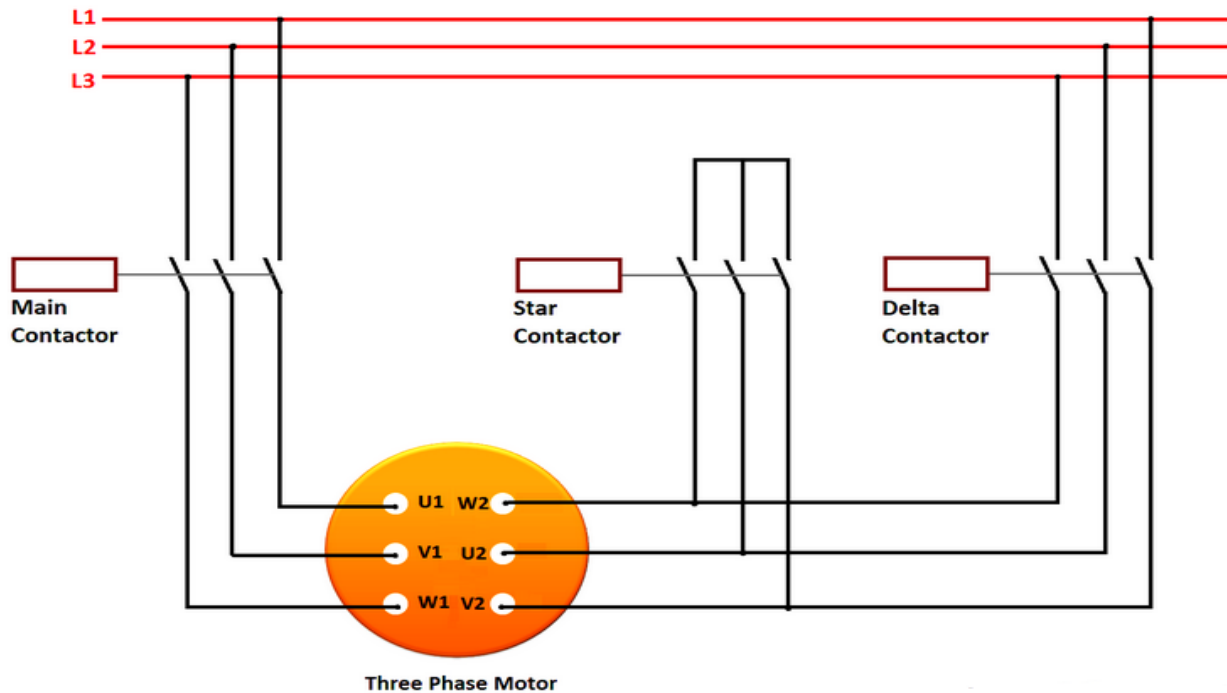 L1
L2
L3
Main
Contactor
Star
Contactor
Delta
Contactor
U1 W2
V1 U2
W1 V2
Three Phase Motor